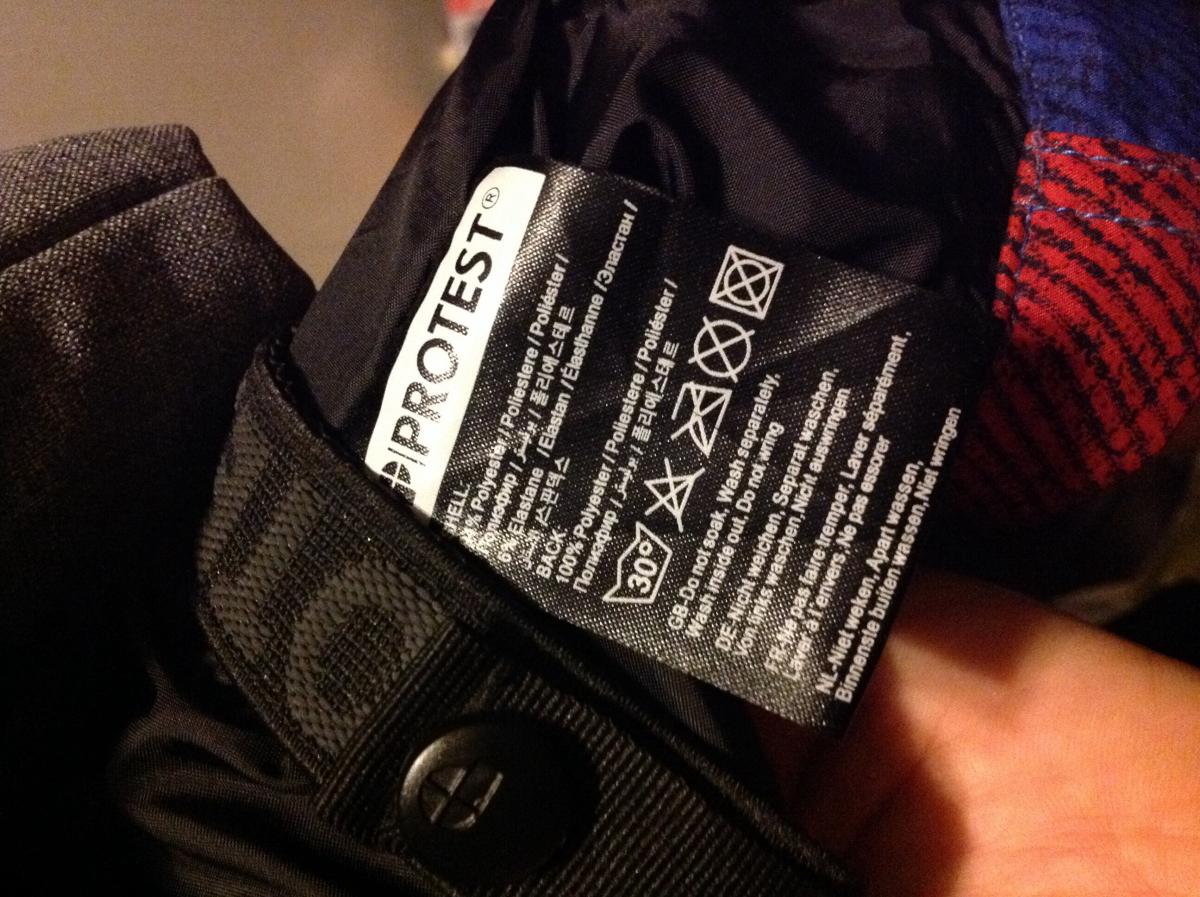 PROTEST®
% Polyester / Poliestere / Poliéster /
/ 폴리에스테르
% Elastane / Elastan / Élasthanne / Эластан /
스판덱스
BACK
100% Polyester / Poliestere / Poliéster /
Полиэфир / بوليستر / 폴리에스테르
30°
GB-Do not soak, Wash separately,
Wash inside out, Do not wring
DE-Nicht weichen, Separat waschen,
Von links waschen, Nicht auswringen
FR-Ne pas faire tremper, Laver séparément,
Laver à l'envers, Ne pas essorer
NL-Niet weken, Apart wassen,
Binnenste buiten wassen, Niet wringen